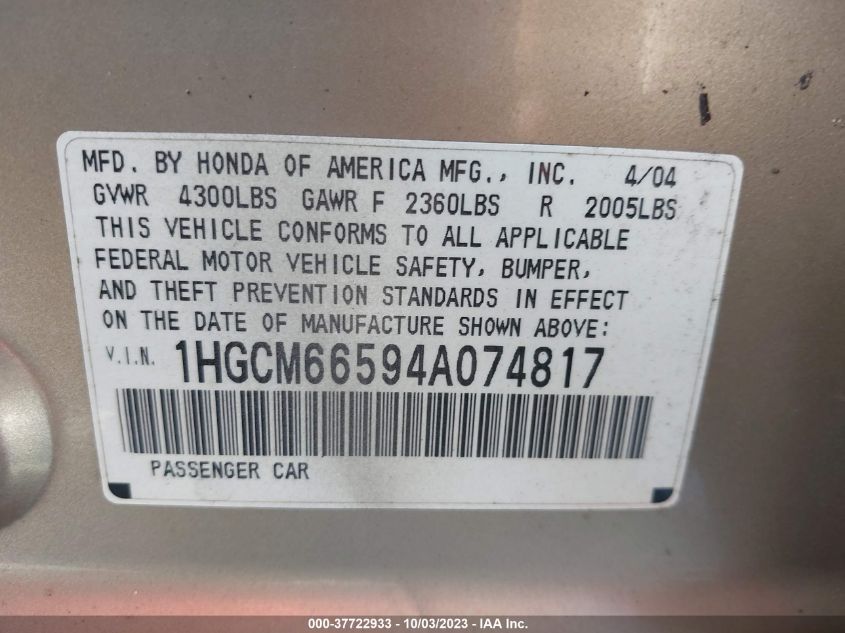 MFD. BY HONDA OF AMERICA MFG., INC. 4/04
GVWR 4300LBS GAWR F 2360LBS R 2005LBS
THIS VEHICLE CONFORMS TO ALL APPLICABLE
FEDERAL MOTOR VEHICLE SAFETY, BUMPER,
AND THEFT PREVENTION STANDARDS IN EFFECT
ON THE DATE OF MANUFACTURE SHOWN ABOVE:
V.I.N. 1HGCM66594A074817
PASSENGER CAR
000-37722933 - 10/03/2023 - IAA Inc.